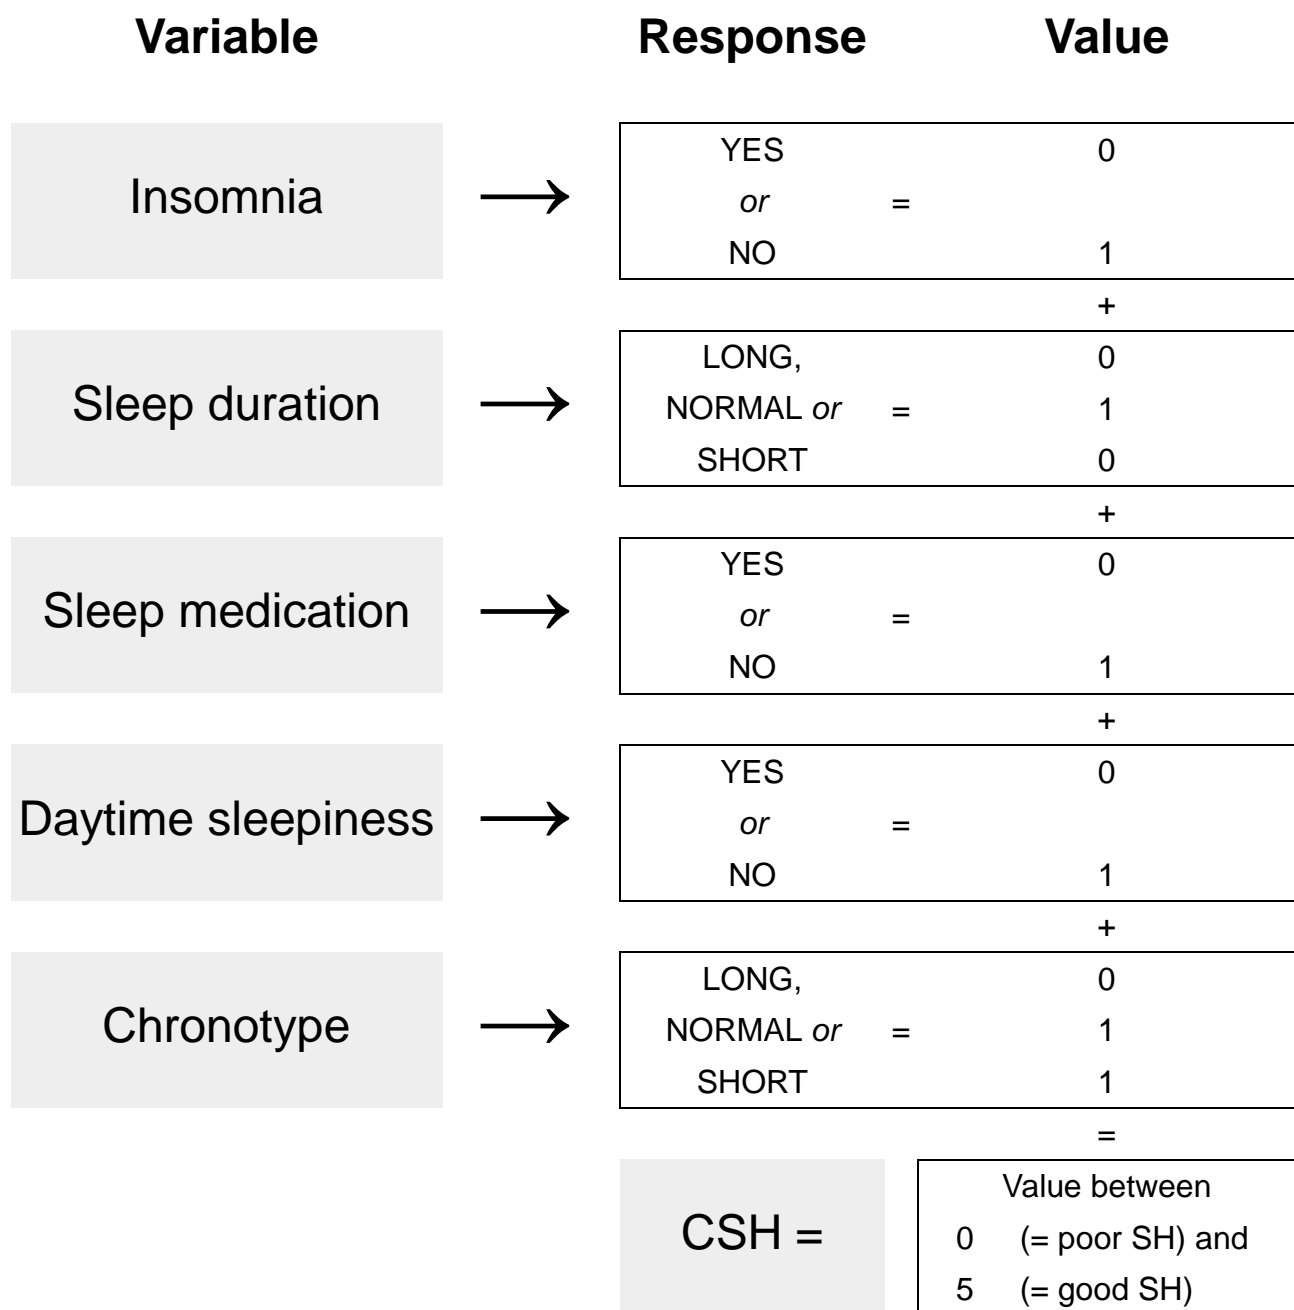 Variable Response Value
Insomnia → YES 0
or =
NO 1
+
Sleep duration → LONG, 0
NORMAL or = 1
SHORT 0
+
Sleep medication → YES 0
or =
NO 1
+
Daytime sleepiness → YES 0
or =
NO 1
+
Chronotype → LONG, 0
NORMAL or = 1
SHORT 1
=
CSH =
Value between
0 (= poor SH) and
5 (= good SH)